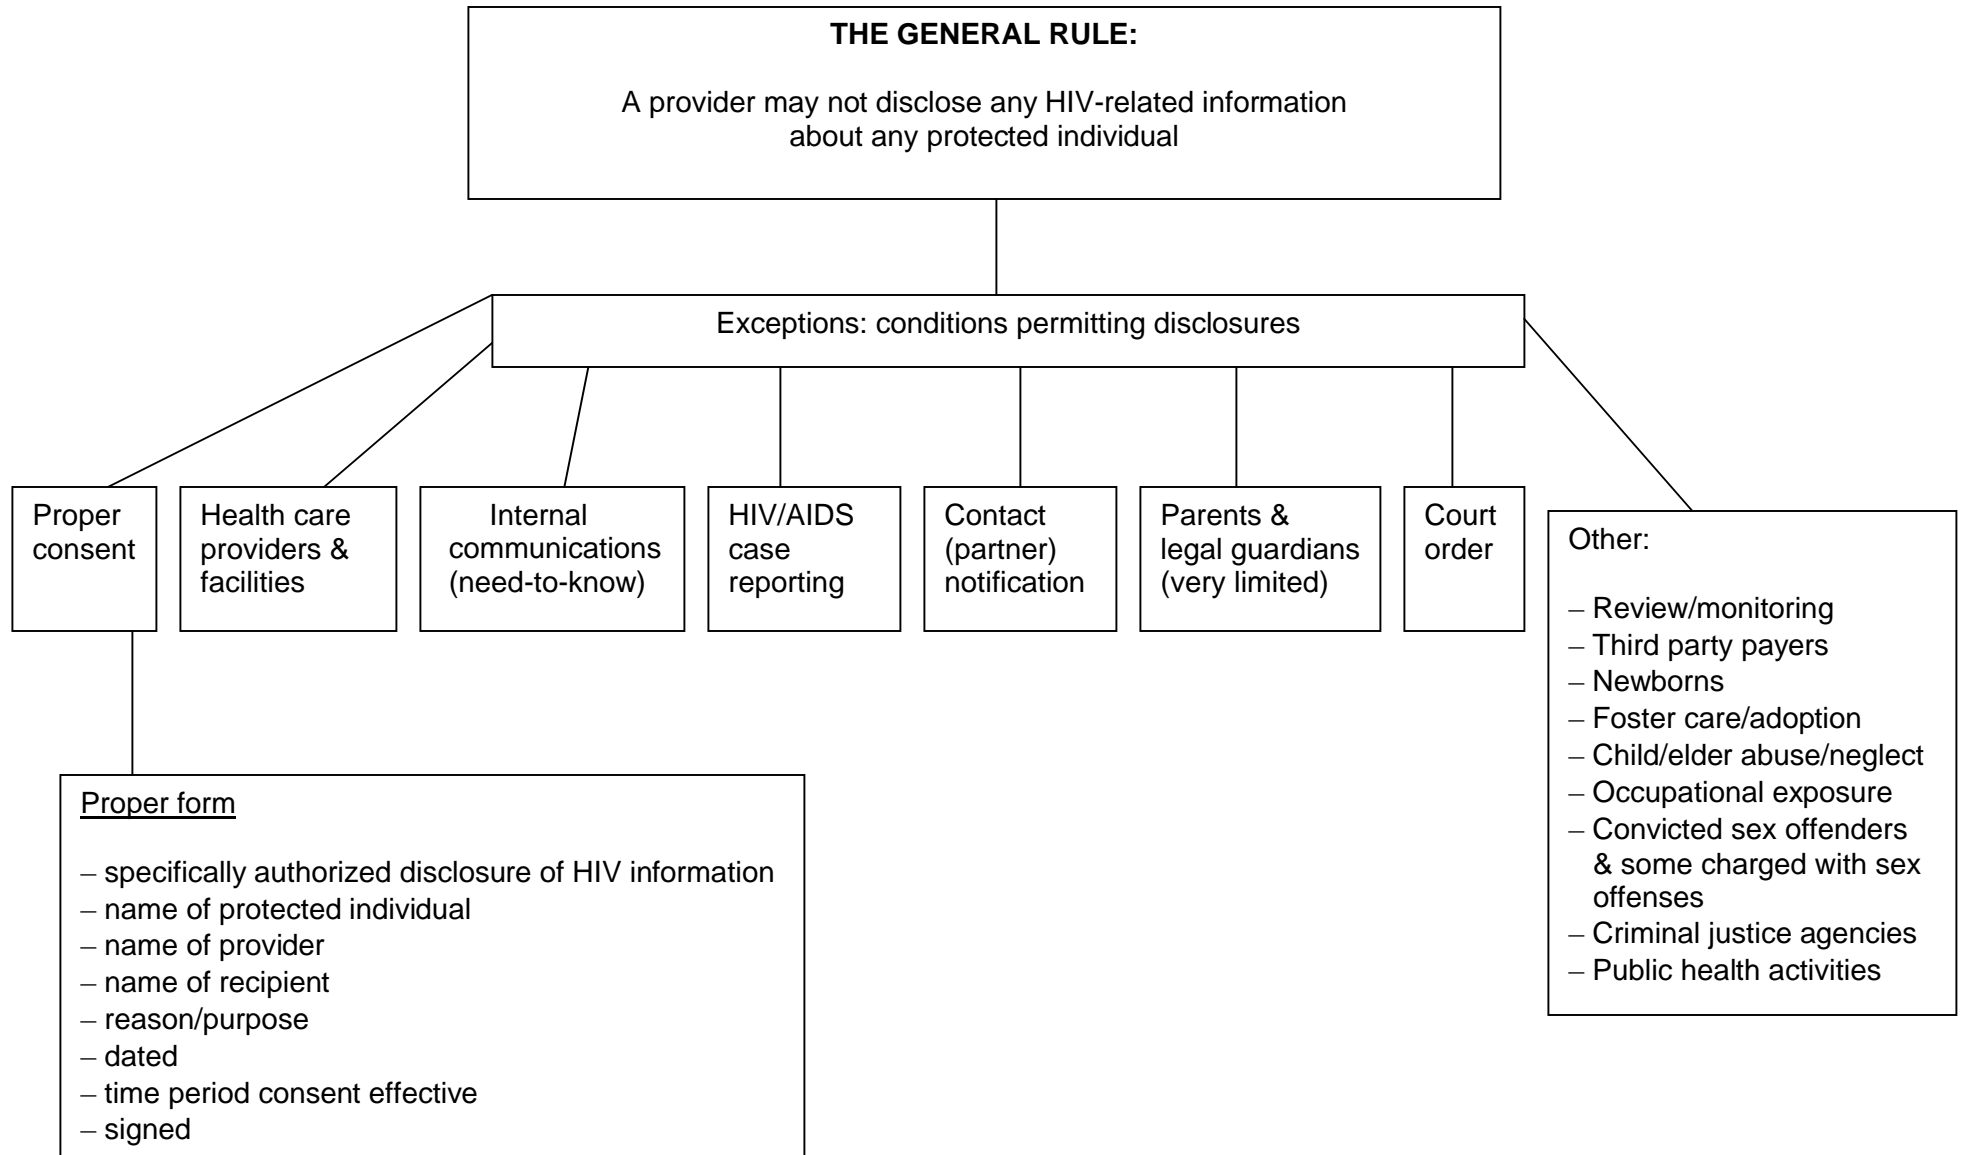 THE GENERAL RULE:
A provider may not disclose any HIV-related information
about any protected individual
Exceptions: conditions permitting disclosures
Proper
consent
Health care
providers &
facilities
Internal
communications
(need-to-know)
HIV/AIDS
case
reporting
Contact
(partner)
notification
Parents &
legal guardians
(very limited)
Court
order
Other:
– Review/monitoring
– Third party payers
– Newborns
– Foster care/adoption
– Child/elder abuse/neglect
– Occupational exposure
– Convicted sex offenders
& some charged with sex
offenses
– Criminal justice agencies
– Public health activities
Proper form
– specifically authorized disclosure of HIV information
– name of protected individual
– name of provider
– name of recipient
– reason/purpose
– dated
– time period consent effective
– signed